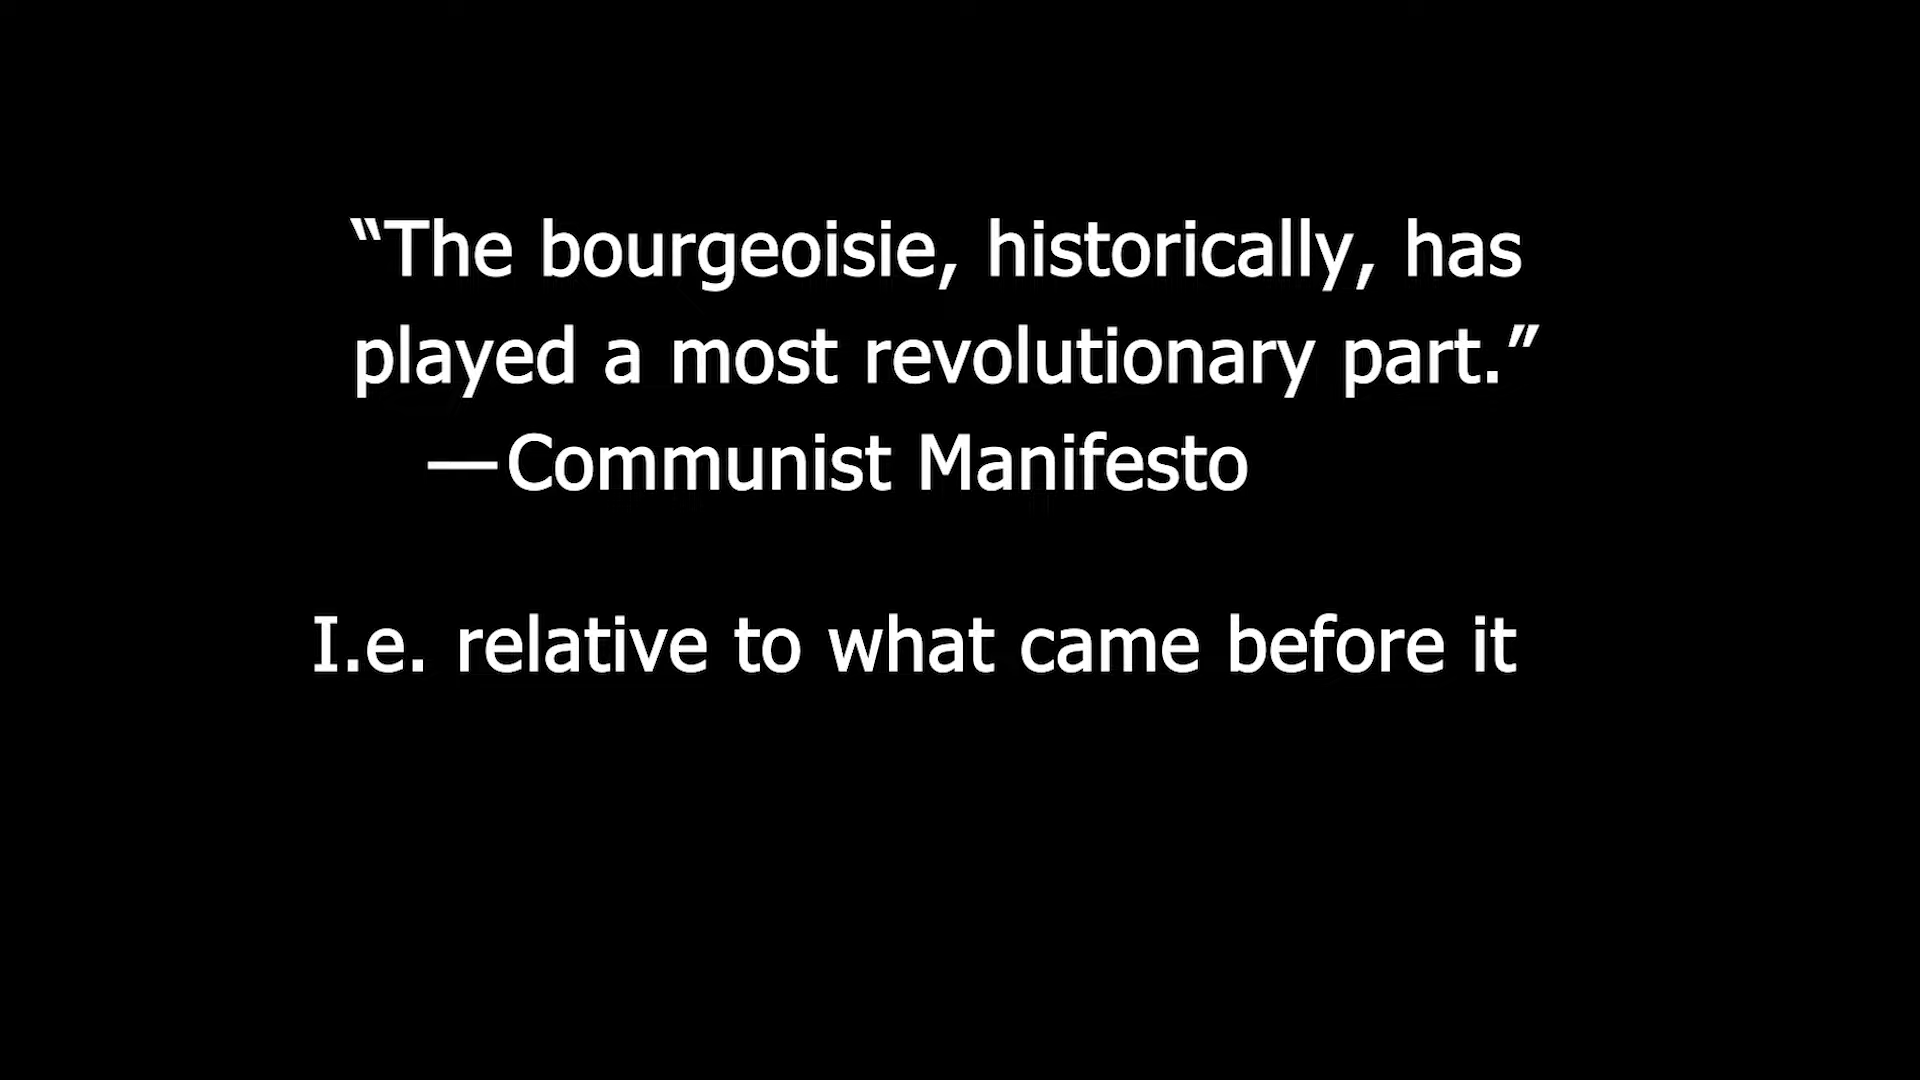 “The bourgeoisie, historically, has
played a most revolutionary part.”
—Communist Manifesto
I.e. relative to what came before it